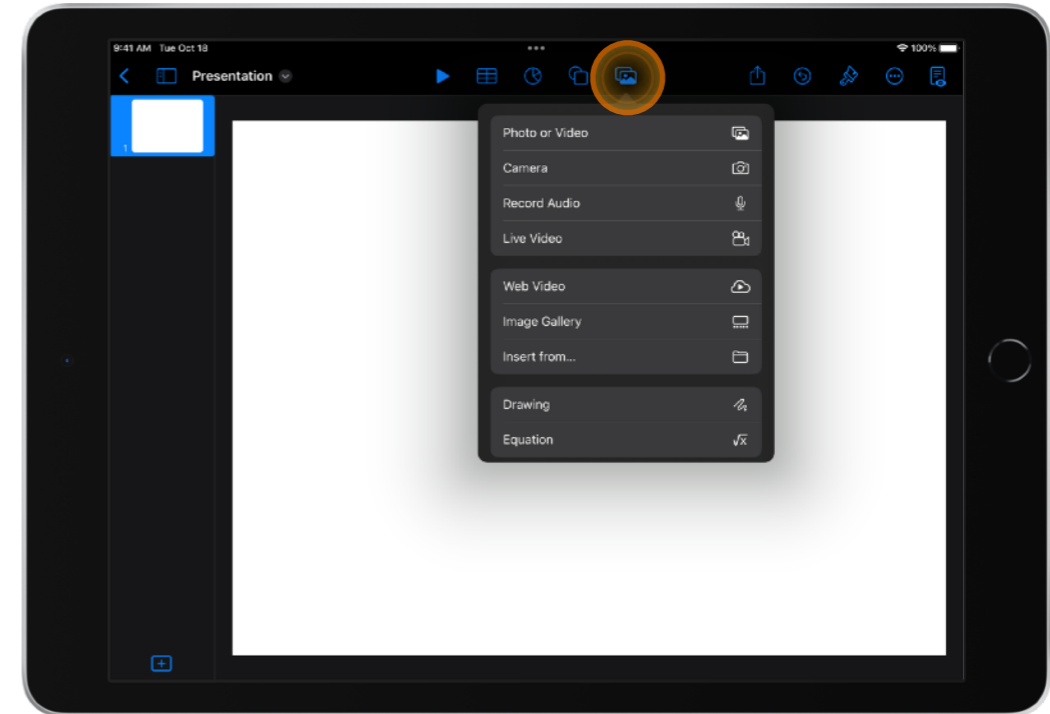 9:41 AM Tue Oct 18
100%
Presentation
1
Photo or Video
Camera
Record Audio
Live Video
Web Video
Image Gallery
Insert from...
Drawing
Equation
√x